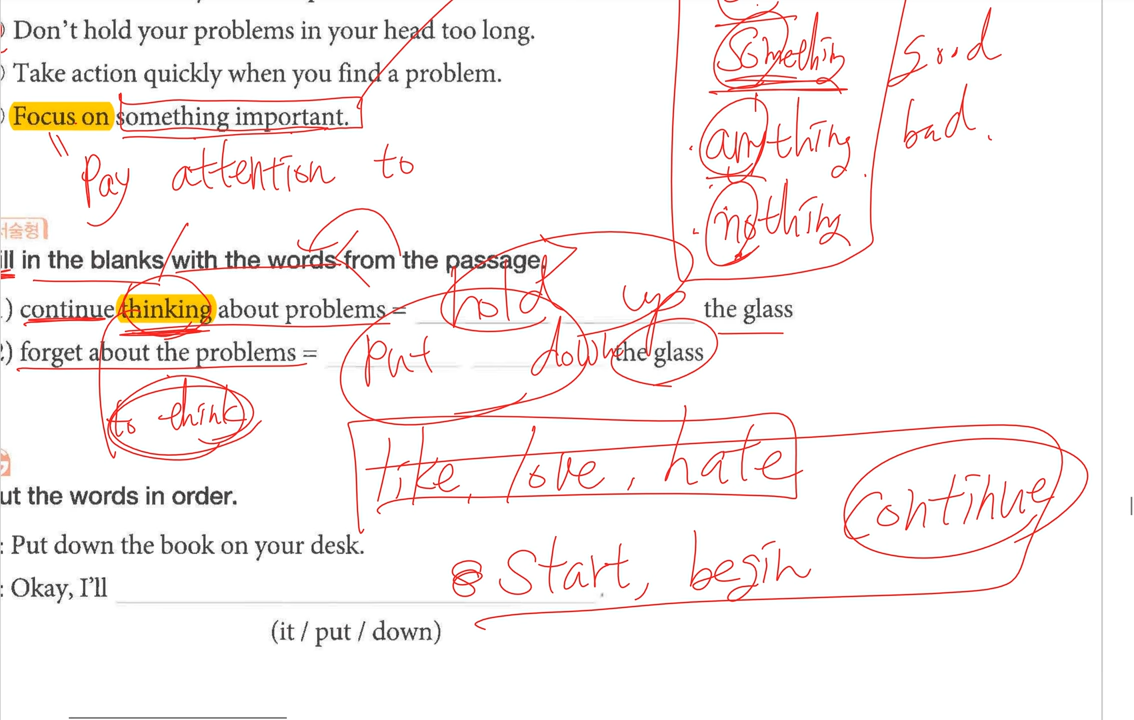 Don't hold your problems in your head too long.
Something / good
) Take action quickly when you find a problem.
) Focus on something important.
anything bad.
Pay attention to
nothing
서술형
ill in the blanks with the words from the passage.
) continue thinking about problems = hold up the glass
) forget about the problems = put down the glass
to think
like, love, hate
continue
ut the words in order.
: Put down the book on your desk.
start, begin
: Okay, I'll
(it / put / down)